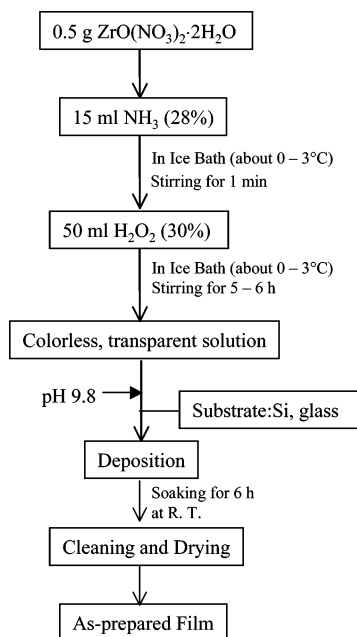 0.5 g ZrO(NO₃)₂·2H₂O
15 ml NH₃ (28%)
In Ice Bath (about 0 – 3°C)
Stirring for 1 min
50 ml H₂O₂ (30%)
In Ice Bath (about 0 – 3°C)
Stirring for 5 – 6 h
Colorless, transparent solution
pH 9.8
Substrate:Si, glass
Deposition
Soaking for 6 h
at R. T.
Cleaning and Drying
As-prepared Film